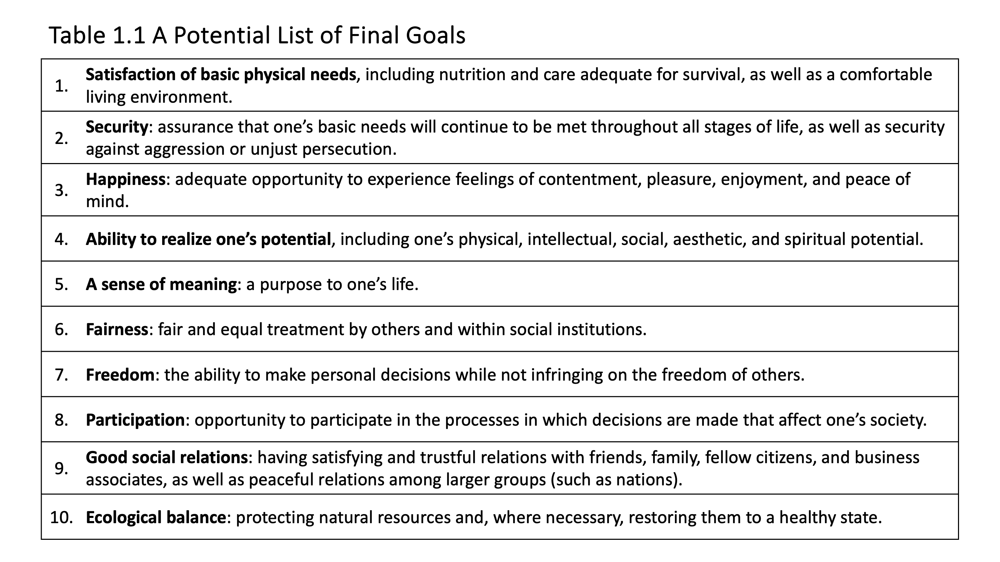 Table 1.1 A Potential List of Final Goals
1. Satisfaction of basic physical needs, including nutrition and care adequate for survival, as well as a comfortable
living environment.
2. Security: assurance that one’s basic needs will continue to be met throughout all stages of life, as well as security
against aggression or unjust persecution.
3. Happiness: adequate opportunity to experience feelings of contentment, pleasure, enjoyment, and peace of
mind.
4. Ability to realize one’s potential, including one’s physical, intellectual, social, aesthetic, and spiritual potential.
5. A sense of meaning: a purpose to one’s life.
6. Fairness: fair and equal treatment by others and within social institutions.
7. Freedom: the ability to make personal decisions while not infringing on the freedom of others.
8. Participation: opportunity to participate in the processes in which decisions are made that affect one’s society.
9. Good social relations: having satisfying and trustful relations with friends, family, fellow citizens, and business
associates, as well as peaceful relations among larger groups (such as nations).
10. Ecological balance: protecting natural resources and, where necessary, restoring them to a healthy state.